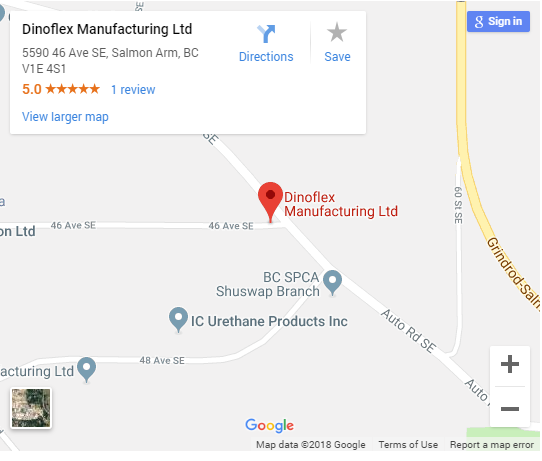 Dinoflex Manufacturing Ltd
5590 46 Ave SE, Salmon Arm, BC
V1E 4S1
5.0 ★★★★★ 1 review
View larger map
Directions
Save
Sign in
SE
Dinoflex
Manufacturing Ltd
46 Ave SE
46 Ave SE
on Ltd
60 St SE
Grindrod-Salm
BC SPCA
Shuswap Branch
IC Urethane Products Inc
Auto Rd SE
48 Ave SE
acturing Ltd
Auto
+
−
Google
Map data ©2018 Google
Terms of Use
Report a map error